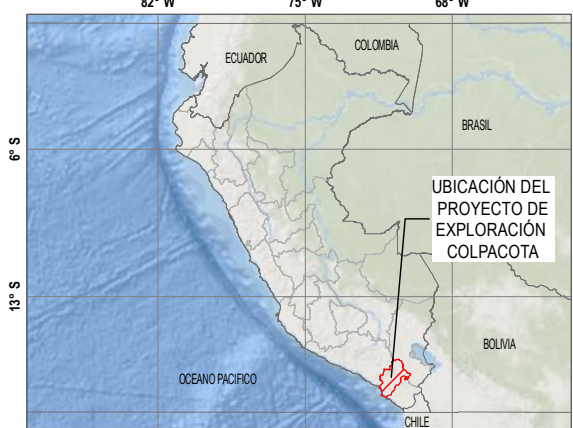 82° W
75° W
68° W
ECUADOR
COLOMBIA
BRASIL
6° S
UBICACIÓN DEL
PROYECTO DE
EXPLORACIÓN
COLPACOTA
13° S
BOLIVIA
OCEANO PACIFICO
CHILE